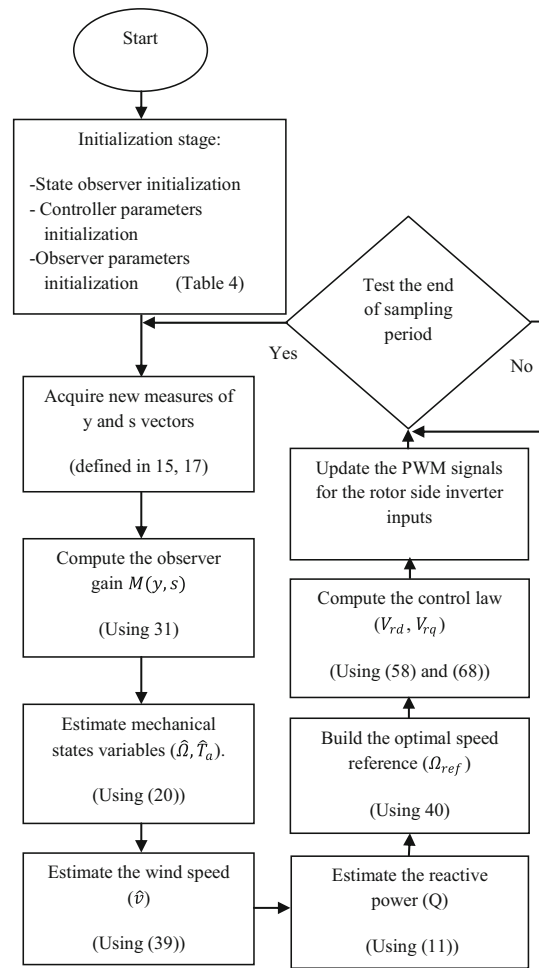 Start
Initialization stage:
-State observer initialization
- Controller parameters
initialization
-Observer parameters
initialization (Table 4)
Test the end
of sampling
period
Yes
No
Acquire new measures of
y and s vectors
(defined in 15, 17)
Compute the observer
gain M(y, s)
(Using 31)
Estimate mechanical
states variables (Ω̂, T̂ₐ).
(Using (20))
Estimate the wind speed
(v̂)
(Using (39))
Estimate the reactive
power (Q)
(Using (11))
Build the optimal speed
reference (Ω_ref)
(Using 40)
Compute the control law
(V_rd, V_rq)
(Using (58) and (68))
Update the PWM signals
for the rotor side inverter
inputs